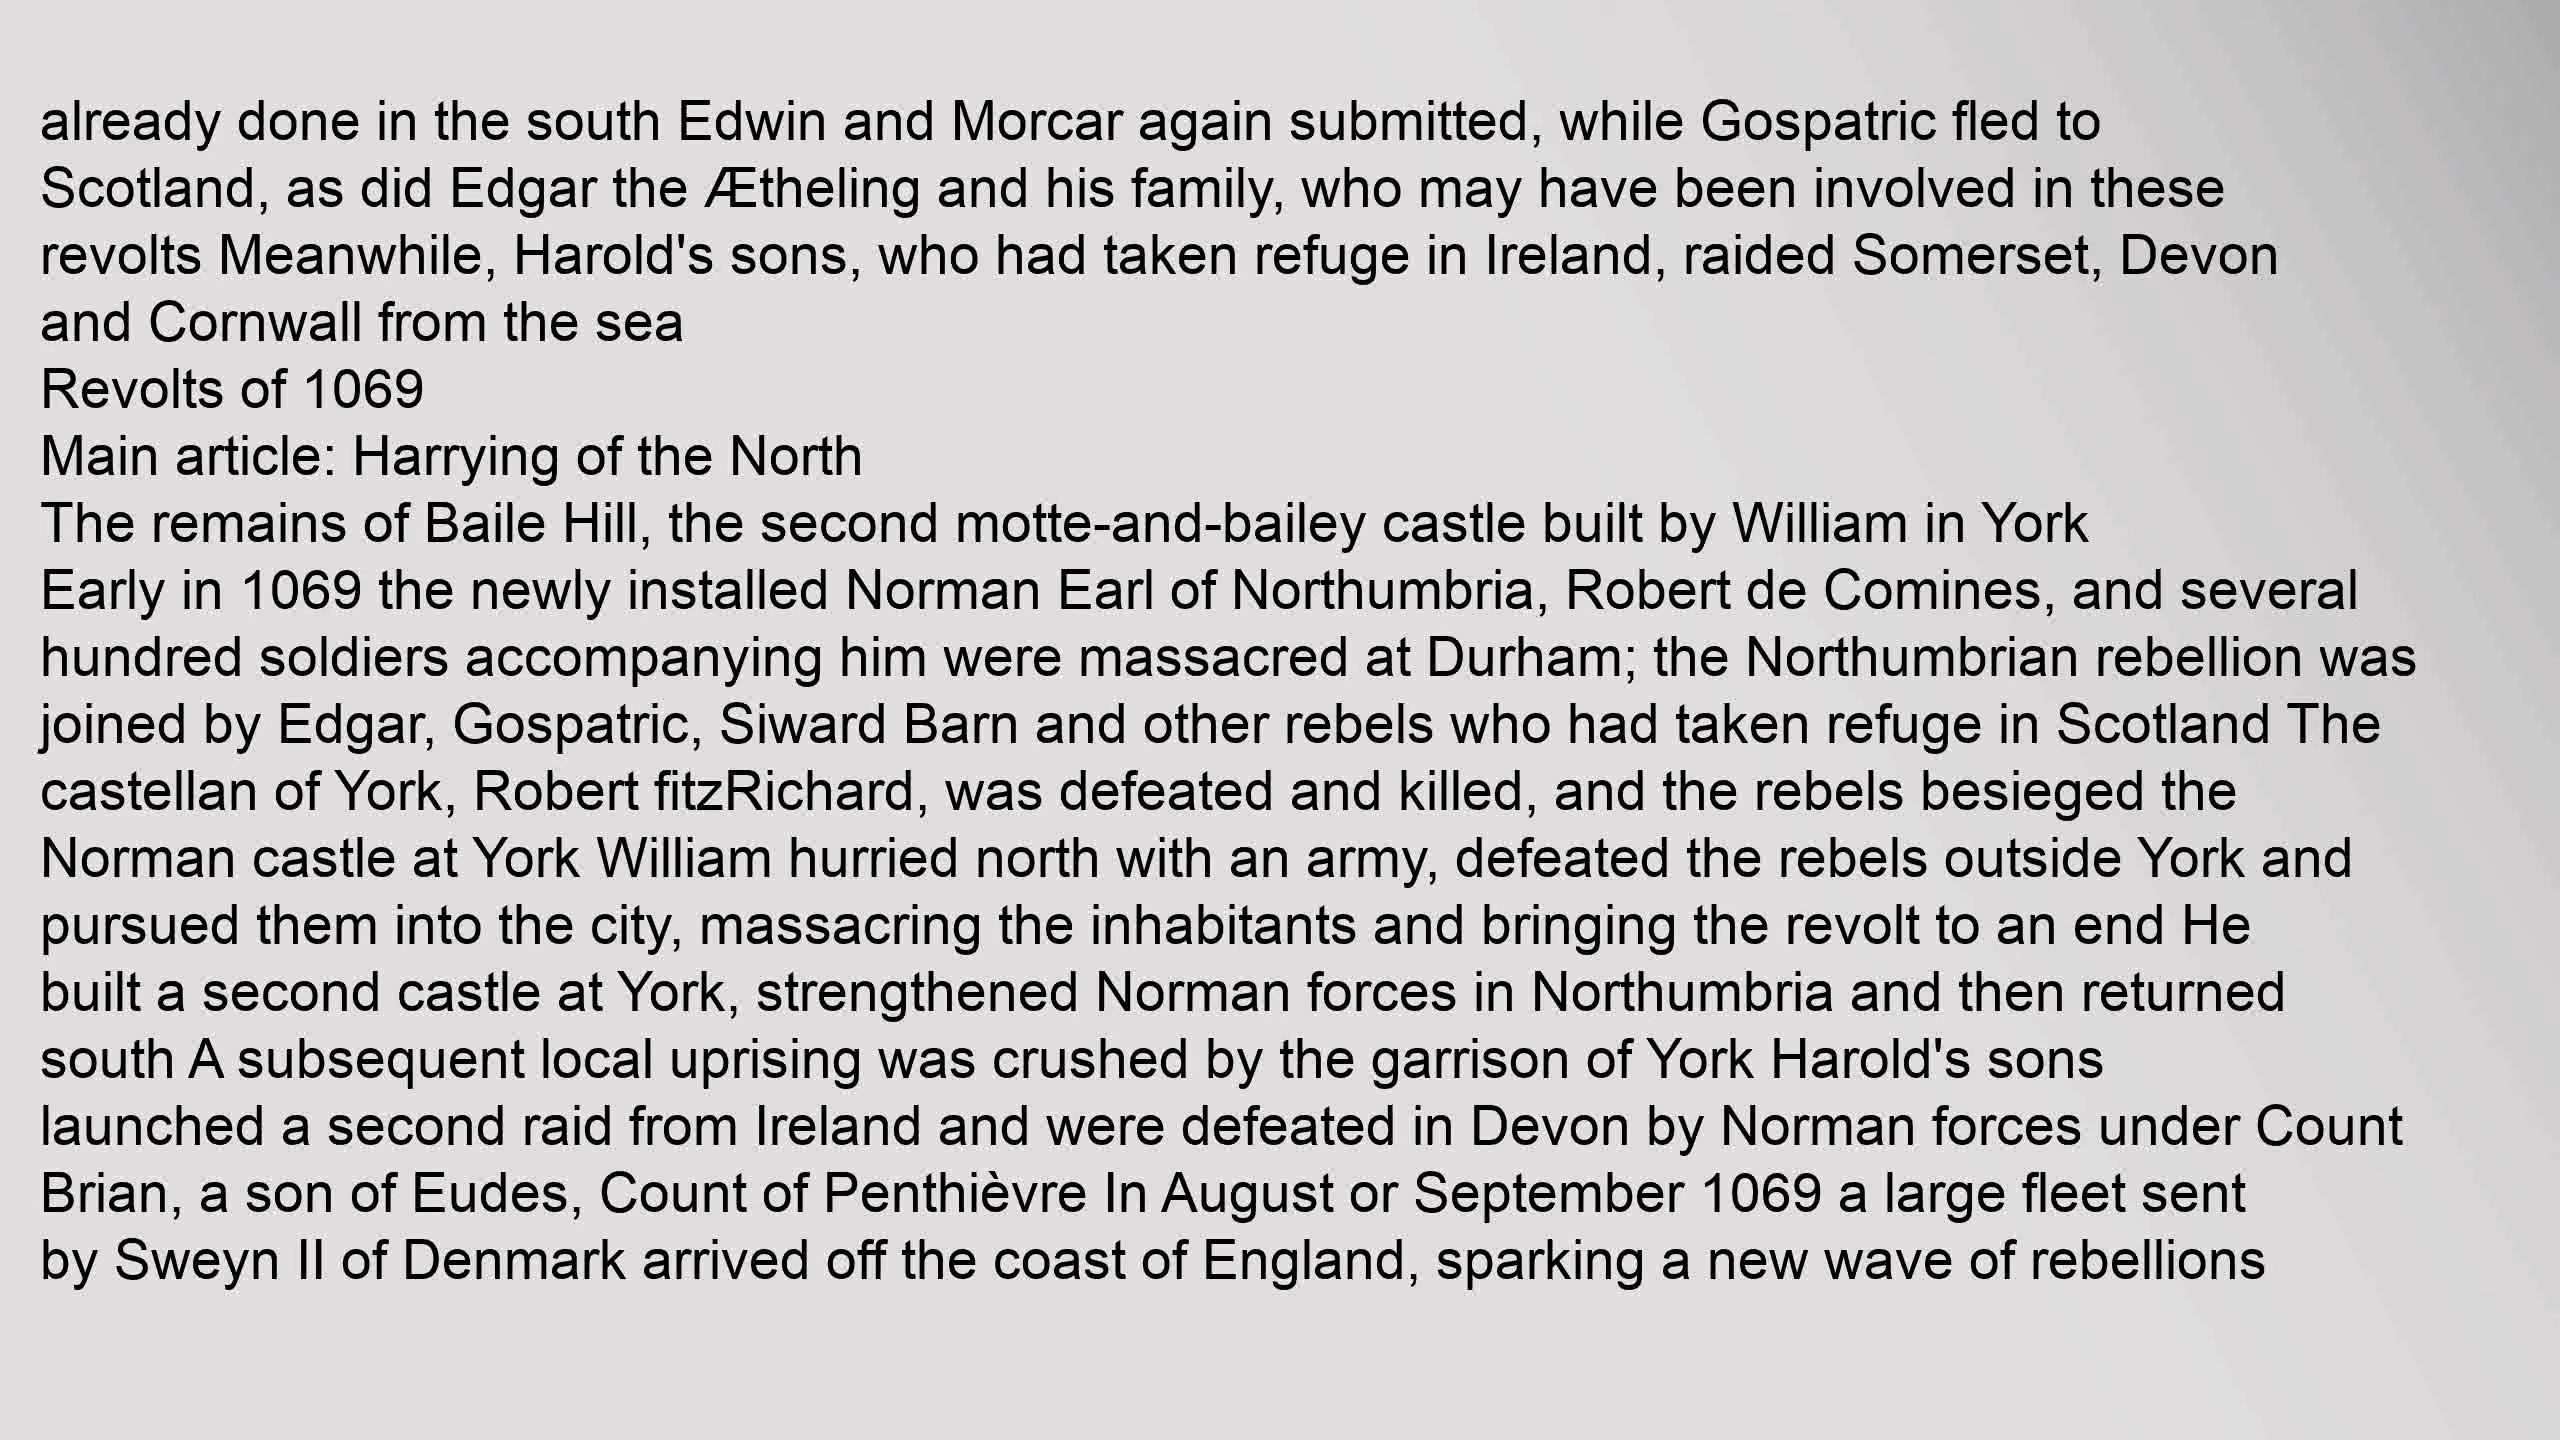 already done in the south Edwin and Morcar again submitted, while Gospatric fled to
Scotland, as did Edgar the Ætheling and his family, who may have been involved in these
revolts Meanwhile, Harold's sons, who had taken refuge in Ireland, raided Somerset, Devon
and Cornwall from the sea
Revolts of 1069
Main article: Harrying of the North
The remains of Baile Hill, the second motte-and-bailey castle built by William in York
Early in 1069 the newly installed Norman Earl of Northumbria, Robert de Comines, and several
hundred soldiers accompanying him were massacred at Durham; the Northumbrian rebellion was
joined by Edgar, Gospatric, Siward Barn and other rebels who had taken refuge in Scotland The
castellan of York, Robert fitzRichard, was defeated and killed, and the rebels besieged the
Norman castle at York William hurried north with an army, defeated the rebels outside York and
pursued them into the city, massacring the inhabitants and bringing the revolt to an end He
built a second castle at York, strengthened Norman forces in Northumbria and then returned
south A subsequent local uprising was crushed by the garrison of York Harold's sons
launched a second raid from Ireland and were defeated in Devon by Norman forces under Count
Brian, a son of Eudes, Count of Penthièvre In August or September 1069 a large fleet sent
by Sweyn II of Denmark arrived off the coast of England, sparking a new wave of rebellions